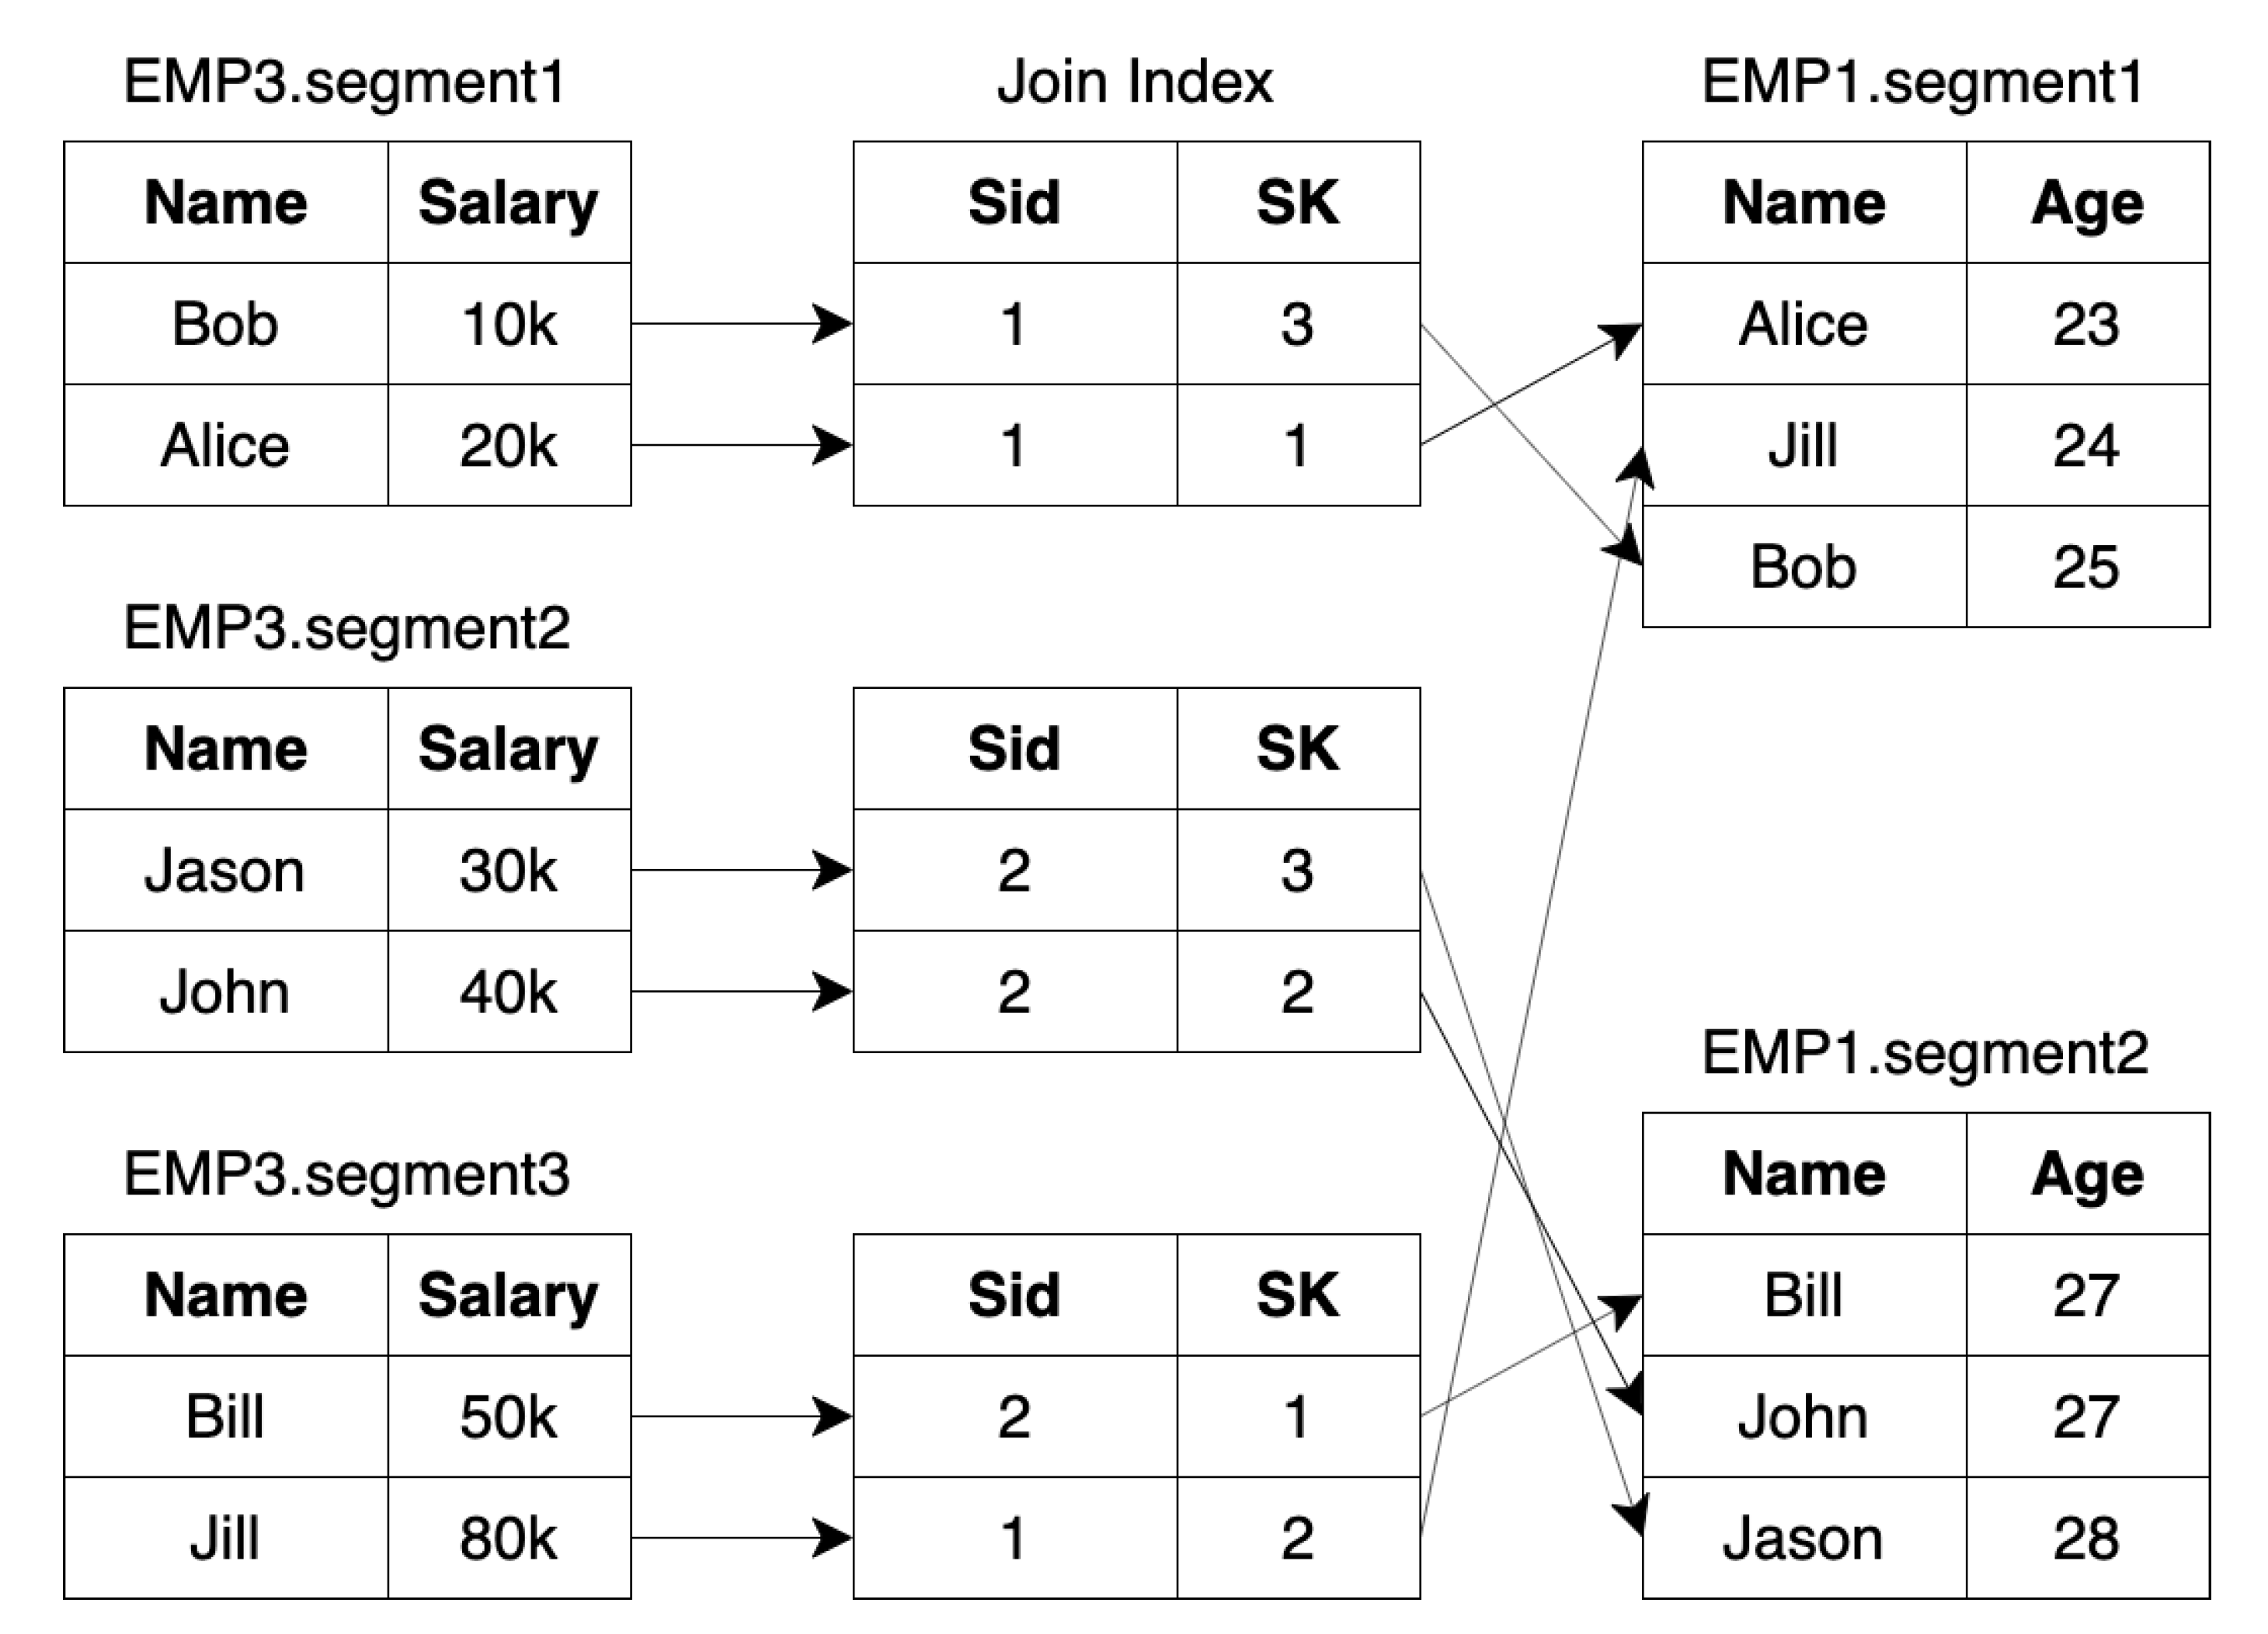 EMP3.segment1
Name Salary
Bob 10k
Alice 20k
EMP3.segment2
Name Salary
Jason 30k
John 40k
EMP3.segment3
Name Salary
Bill 50k
Jill 80k
Join Index
Sid SK
1 3
1 1
Sid SK
2 3
2 2
Sid SK
2 1
1 2
EMP1.segment1
Name Age
Alice 23
Jill 24
Bob 25
EMP1.segment2
Name Age
Bill 27
John 27
Jason 28